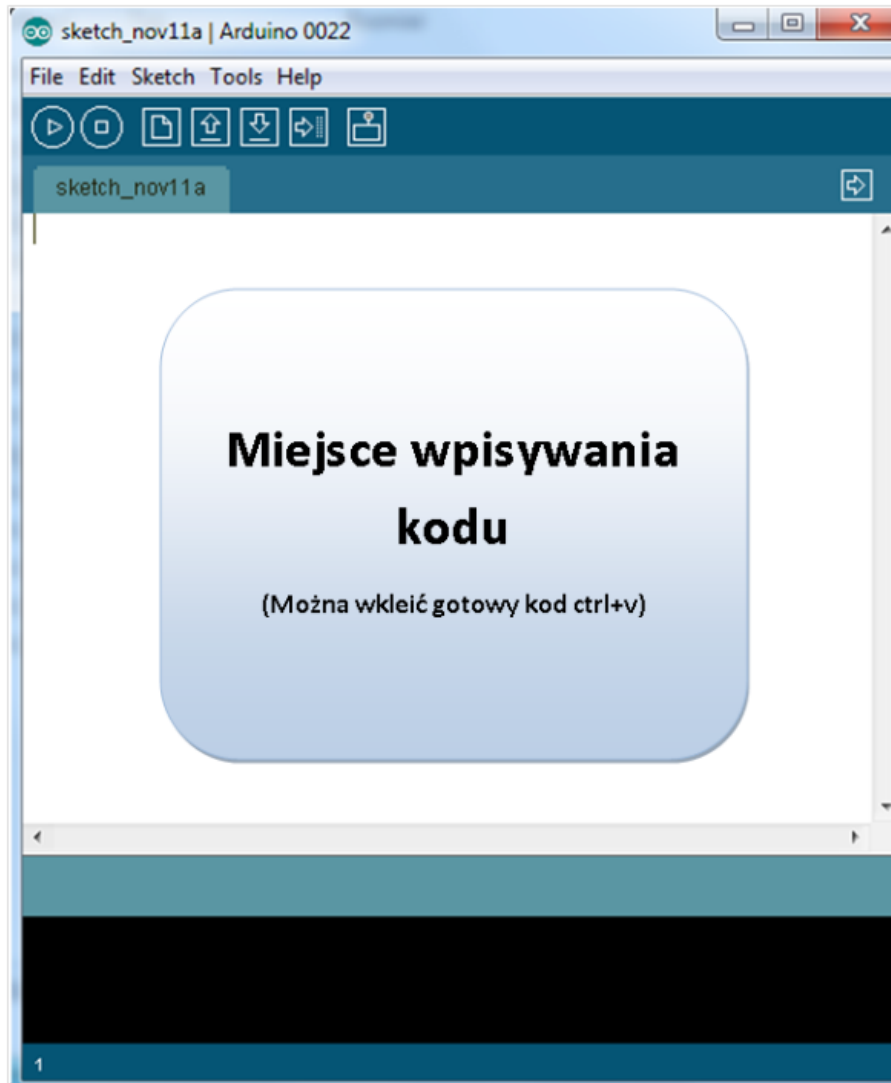 sketch_nov11a | Arduino 0022
File Edit Sketch Tools Help
sketch_nov11a
Miejsce wpisywania
kodu
(Można wkleić gotowy kod ctrl+v)
1